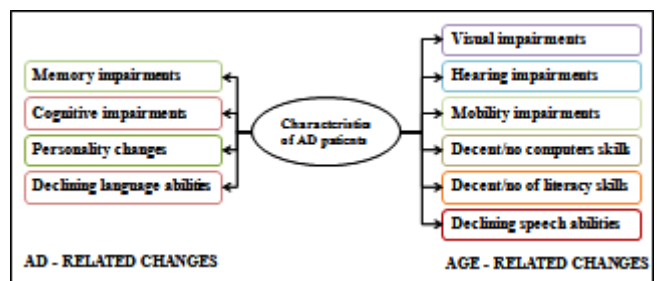 Memory impairments
Cognitive impairments
Personality changes
Declining language abilities
AD - RELATED CHANGES
Characteristics
of AD patients
Visual impairments
Hearing impairments
Mobility impairments
Decent/no computers skills
Decent/no of literacy skills
Declining speech abilities
AGE - RELATED CHANGES